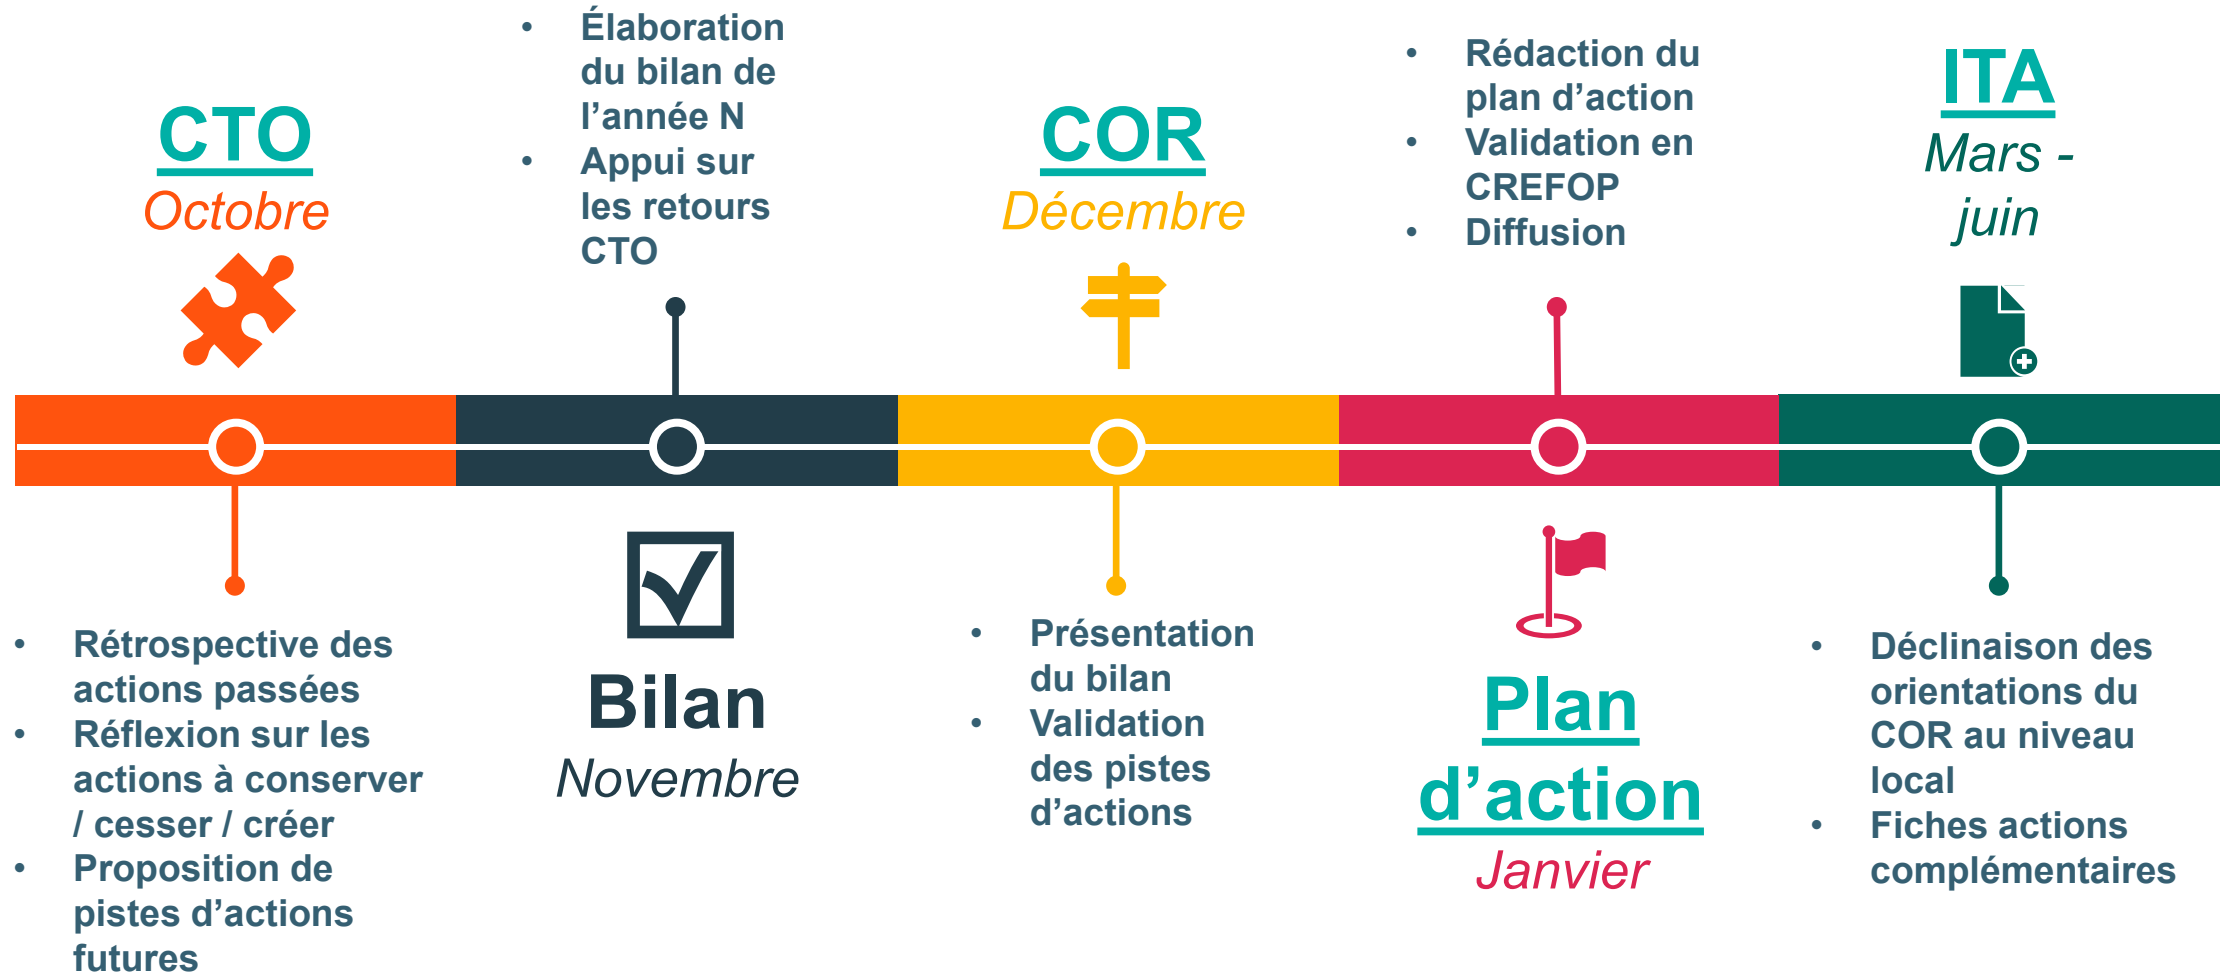 CTO
Octobre
• Rétrospective des
actions passées
• Réflexion sur les
actions à conserver
/ cesser / créer
• Proposition de
pistes d’actions
futures
• Élaboration
du bilan de
l’année N
• Appui sur
les retours
CTO
Bilan
Novembre
COR
Décembre
• Présentation
du bilan
• Validation
des pistes
d’actions
• Rédaction du
plan d’action
• Validation en
CREFOP
• Diffusion
Plan
d’action
Janvier
ITA
Mars -
juin
• Déclinaison des
orientations du
COR au niveau
local
• Fiches actions
complémentaires